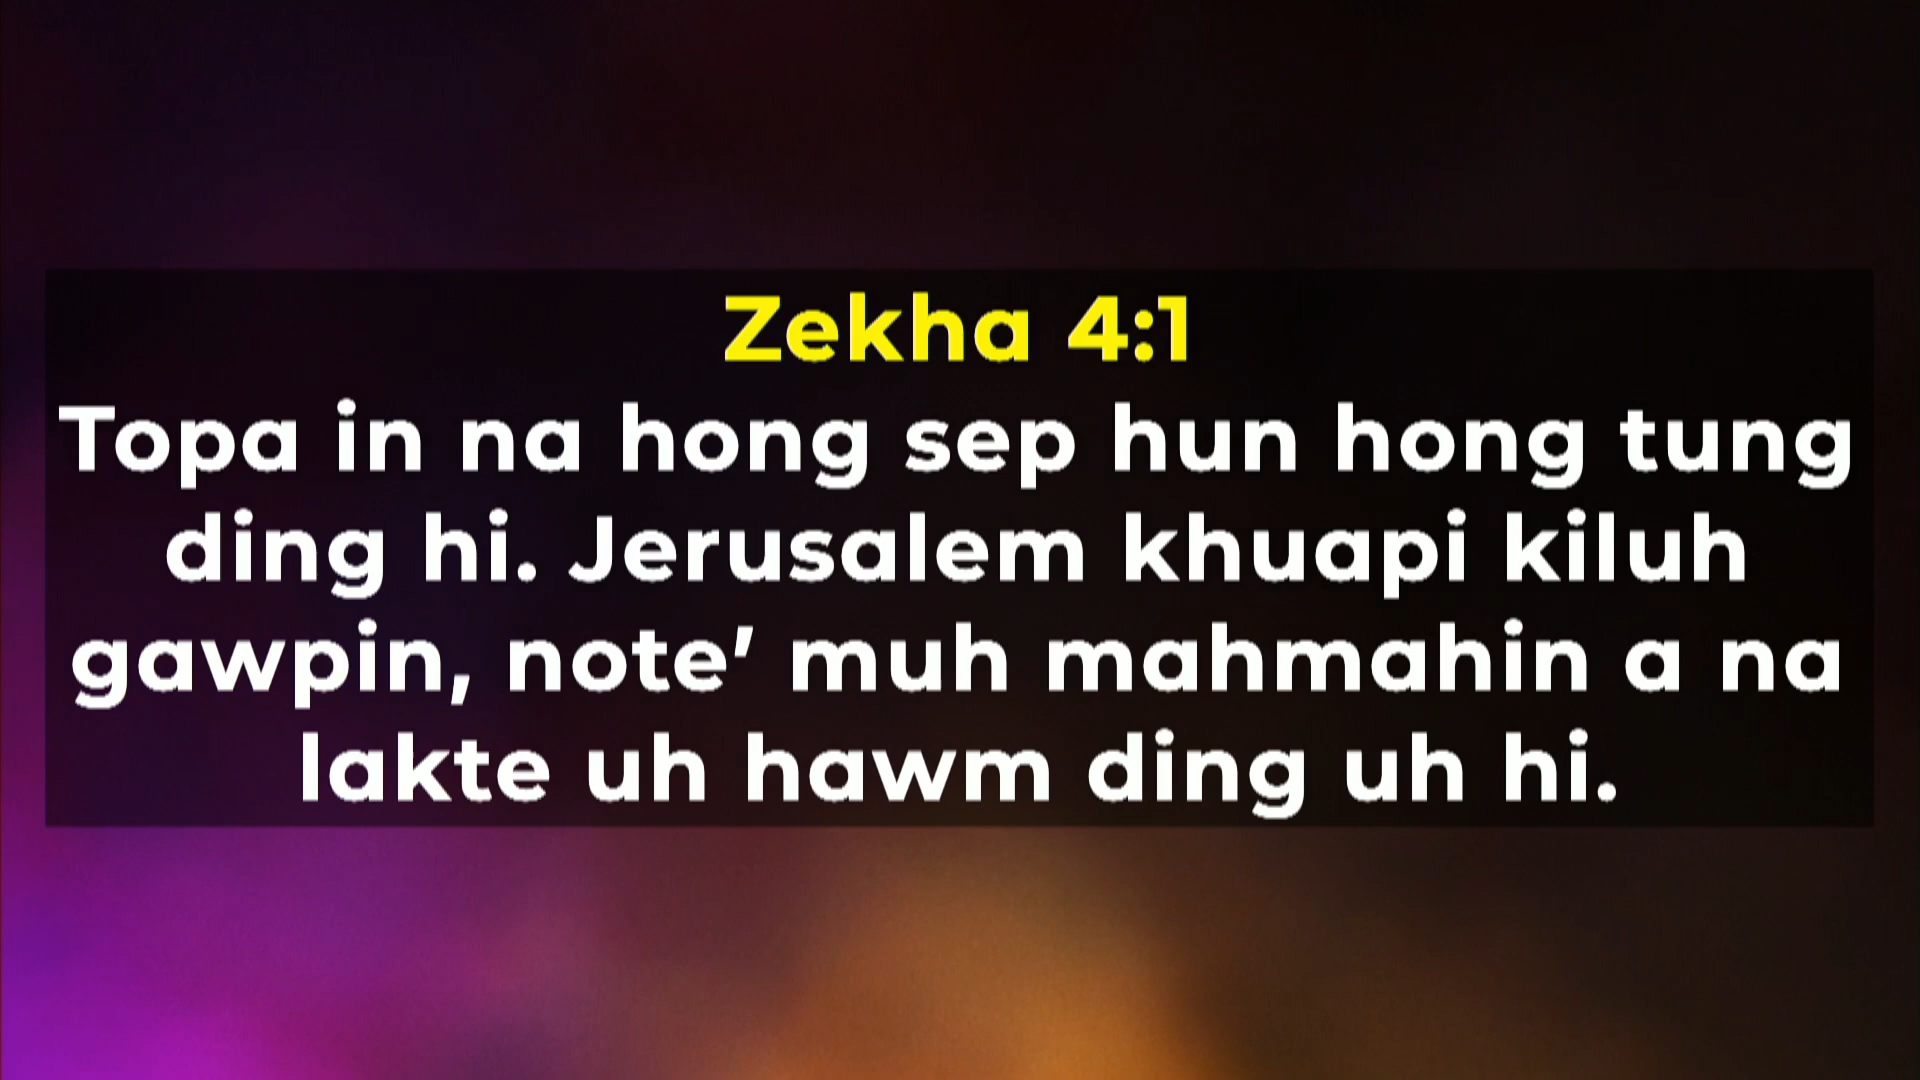 Zekha 4:1
Topa in na hong sep hun hong tung
ding hi. Jerusalem khuapi kiluh
gawpin, note’ muh mahmahin a na
lakte uh hawm ding uh hi.